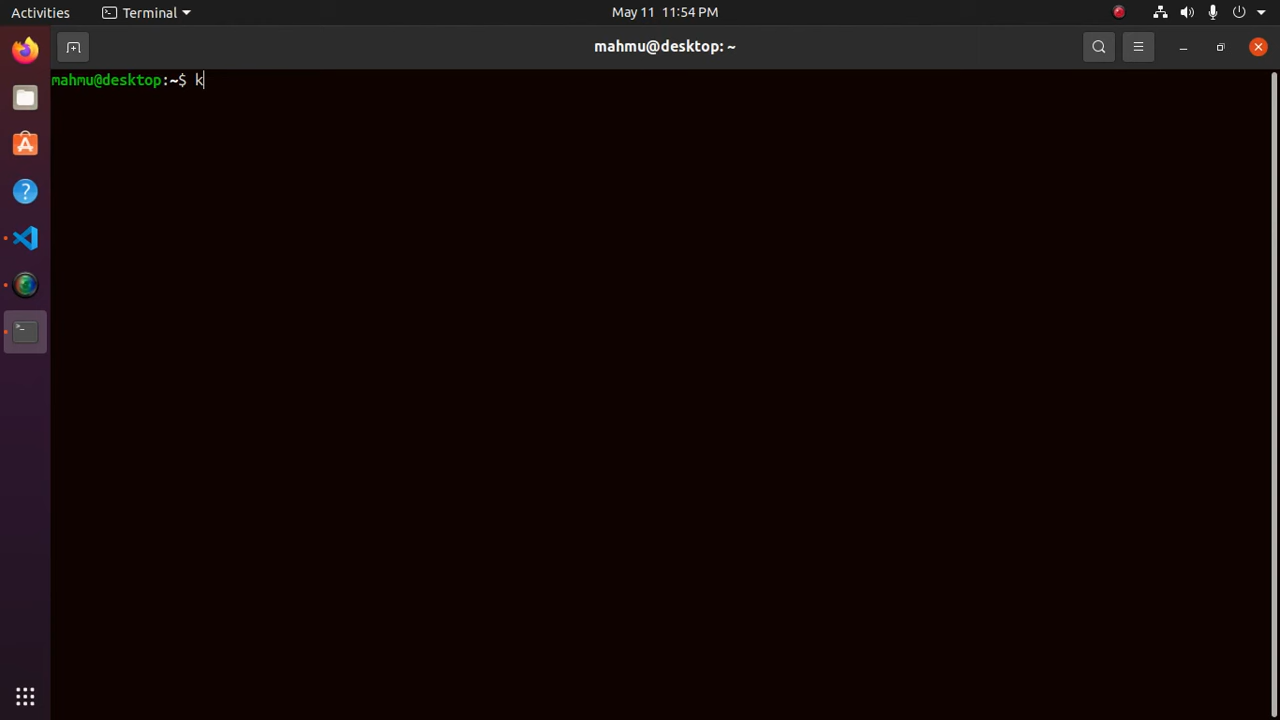 Activities
Terminal
May 11 11:54 PM
mahmu@desktop: ~
mahmu@desktop:~$ k